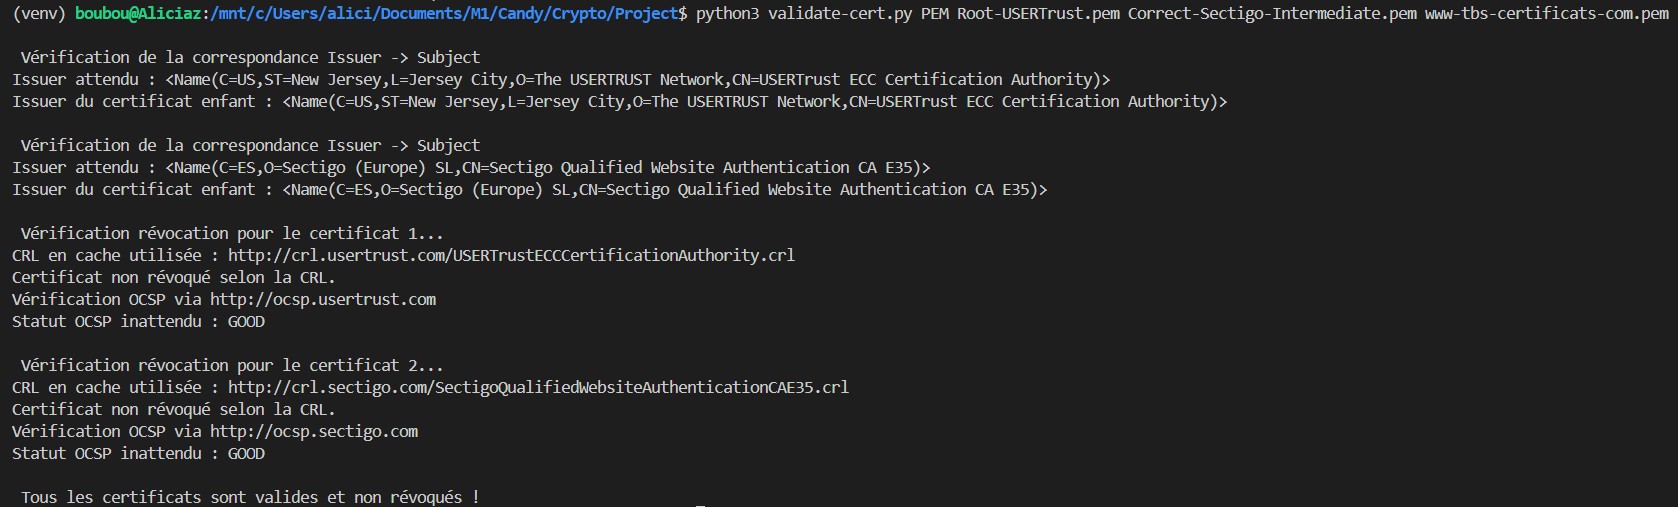 (venv) boubou@Aliciaz:/mnt/c/Users/alici/Documents/M1/Candy/Crypto/Project$ python3 validate-cert.py PEM Root-USERTrust.pem Correct-Sectigo-Intermediate.pem www-tbs-certificats-com.pem
Vérification de la correspondance Issuer -> Subject
Issuer attendu : <Name(C=US,ST=New Jersey,L=Jersey City,O=The USERTRUST Network,CN=USERTrust ECC Certification Authority)>
Issuer du certificat enfant : <Name(C=US,ST=New Jersey,L=Jersey City,O=The USERTRUST Network,CN=USERTrust ECC Certification Authority)>
Vérification de la correspondance Issuer -> Subject
Issuer attendu : <Name(C=ES,O=Sectigo (Europe) SL,CN=Sectigo Qualified Website Authentication CA E35)>
Issuer du certificat enfant : <Name(C=ES,O=Sectigo (Europe) SL,CN=Sectigo Qualified Website Authentication CA E35)>
Vérification révocation pour le certificat 1...
CRL en cache utilisée : http://crl.usertrust.com/USERTrustECCCertificationAuthority.crl
Certificat non révoqué selon la CRL.
Vérification OCSP via http://ocsp.usertrust.com
Statut OCSP inattendu : GOOD
Vérification révocation pour le certificat 2...
CRL en cache utilisée : http://crl.sectigo.com/SectigoQualifiedWebsiteAuthenticationCAE35.crl
Certificat non révoqué selon la CRL.
Vérification OCSP via http://ocsp.sectigo.com
Statut OCSP inattendu : GOOD
Tous les certificats sont valides et non révoqués !